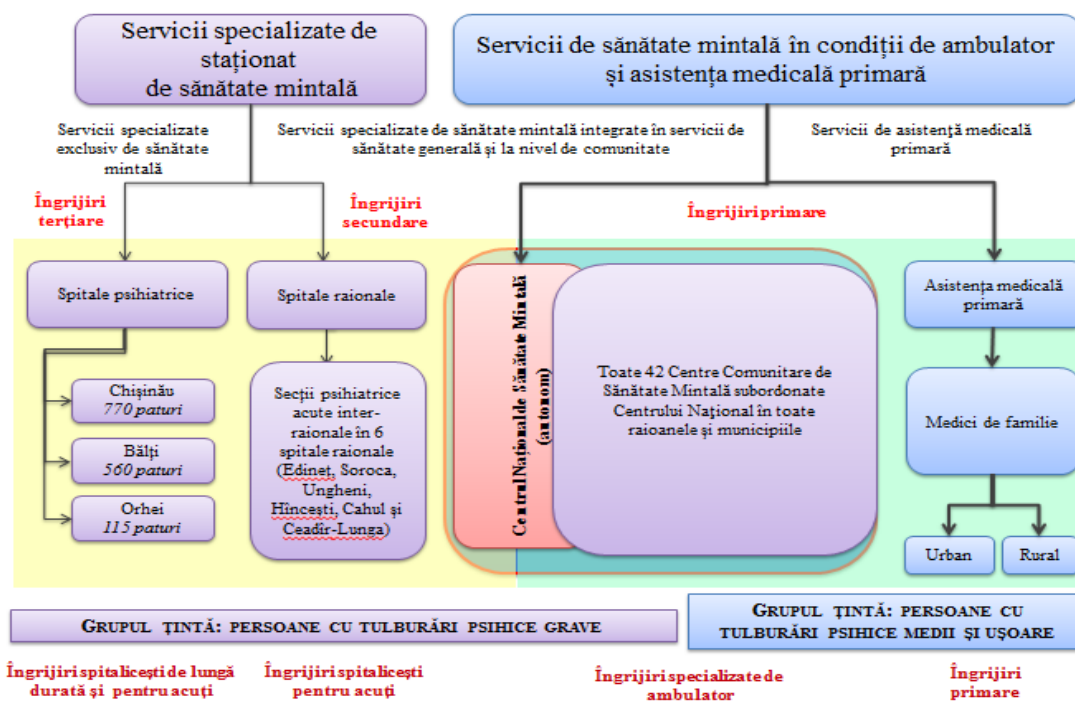 Servicii specializate de
staționat
de sănătate mintală
Servicii de sănătate mintală în condiții de ambulator
și asistența medicală primară
Servicii specializate
exclusiv de sănătate
mintală
Servicii specializate de sănătate mintală integrate în servicii de
sănătate generală și la nivel de comunitate
Servicii de asistență medicală
primară
Îngrijiri
terțiare
Îngrijiri
secundare
Îngrijiri primare
Spitale psihiatrice
Spitale raionale
Centrul Național de Sănătate Mintală
(autonom)
Toate 42 Centre Comunitare de
Sănătate Mintală subordonate
Centrului Național în toate
raioanele și municipiile
Asistența medicală
primară
Chișinău
770 paturi
Bălți
560 paturi
Orhei
115 paturi
Secții psihiatrice
acute inter-
raionale în 6
spitale raionale
(Edineț, Soroca,
Ungheni,
Hîncești, Cahul și
Ceadîr-Lunga)
Medici de familie
Urban
Rural
GRUPUL ȚINTĂ: PERSOANE CU TULBURĂRI PSIHICE GRAVE
GRUPUL ȚINTĂ: PERSOANE CU
TULBURĂRI PSIHICE MEDII ȘI UȘOARE
Îngrijiri spitalicești de lungă
durată și pentru acuți
Îngrijiri spitalicești
pentru acuți
Îngrijiri specializate de
ambulator
Îngrijiri
primare